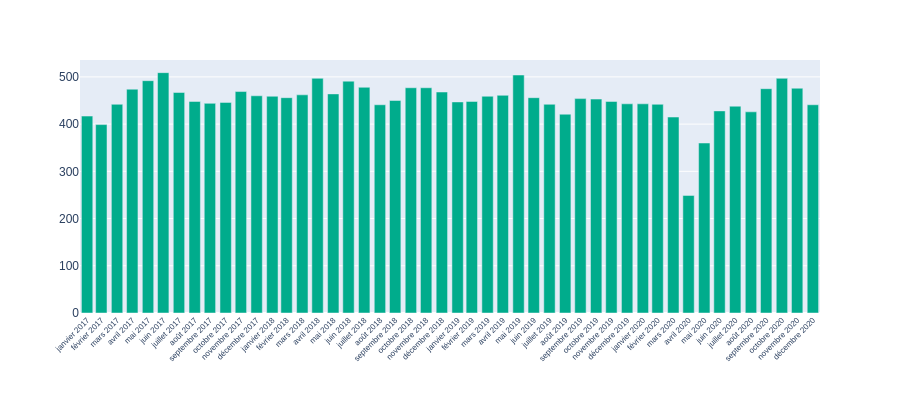 500
400
300
200
100
0
janvier 2017
février 2017
mars 2017
avril 2017
mai 2017
juin 2017
juillet 2017
août 2017
septembre 2017
octobre 2017
novembre 2017
décembre 2017
janvier 2018
février 2018
mars 2018
avril 2018
mai 2018
juin 2018
juillet 2018
août 2018
septembre 2018
octobre 2018
novembre 2018
décembre 2018
janvier 2019
février 2019
mars 2019
avril 2019
mai 2019
juin 2019
juillet 2019
août 2019
septembre 2019
octobre 2019
novembre 2019
décembre 2019
janvier 2020
février 2020
mars 2020
avril 2020
mai 2020
juin 2020
juillet 2020
août 2020
septembre 2020
octobre 2020
novembre 2020
décembre 2020